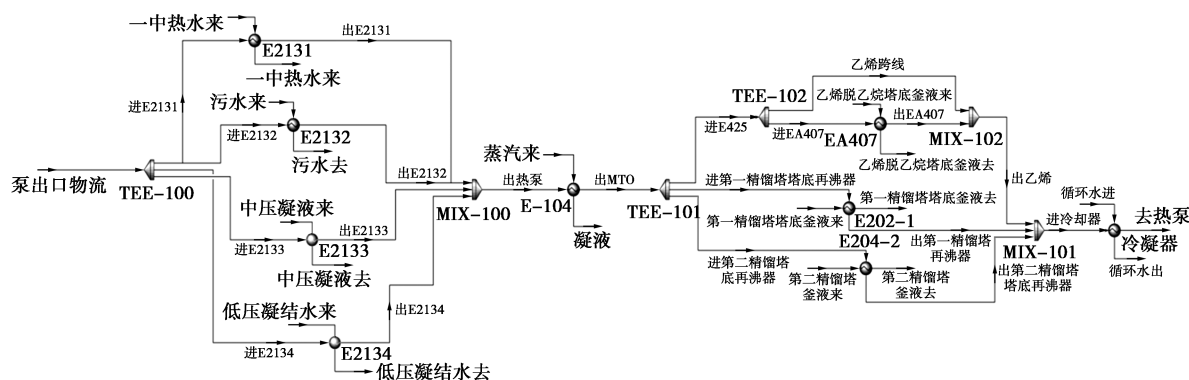 一中热水来
出E2131
E2131
一中热水来
进E2131
污水来
进E2132
E2132
污水去
出E2132
泵出口物流
TEE-100
中压凝液来
出E2133
进E2133
E2133
中压凝液去
低压凝结水来
出E2134
进E2134
E2134
低压凝结水去
MIX-100
出热泵
蒸汽来
E-104
凝液
出MTO
TEE-101
进E425
TEE-102
乙烯跨线
乙烯脱乙烷塔底釜液来
进EA407
出EA407
EA407
MIX-102
乙烯脱乙烷塔底釜液去
出乙烯
进第一精馏塔塔底再沸器
第一精馏塔塔底釜液去
第一精馏塔塔底釜液来
E202-1
E204-2
出第一精馏塔
再沸器
进第二精馏塔
底再沸器
第二精馏塔
釜液来
第二精馏塔
釜液去
MIX-101
出第二精馏塔
塔底再沸器
进冷却器
循环水进
去热泵
冷凝器
循环水出